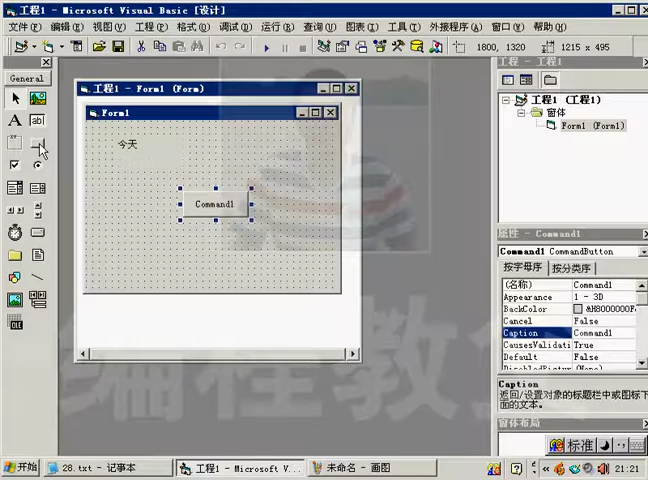 工程1 - Microsoft Visual Basic [设计]
文件(F) 编辑(E) 视图(V) 工程(P) 格式(O) 调试(D) 运行(R) 查询(U) 图表(I) 工具(T) 外接程序(A) 窗口(W) 帮助(H)
1800, 1320 1215 x 495
General
工程1 - Form1 (Form)
Form1
今天
Command1
工程 - 工程1
工程1 (工程1)
窗体
Form1 (Form1)
属性 - Command1
Command1 CommandButton
按字母序 按分类序
(名称) Command1
Appearance 1 - 3D
BackColor &H8000000F
Cancel False
Caption Command1
CausesValidati True
Default False
(None)
Caption
返回/设置对象的标题栏中或图标下
面的文本。
窗体布局
编程教
标准
开始 28.txt - 记事本 工程1 - Microsoft V... 未命名 - 画图 21:21